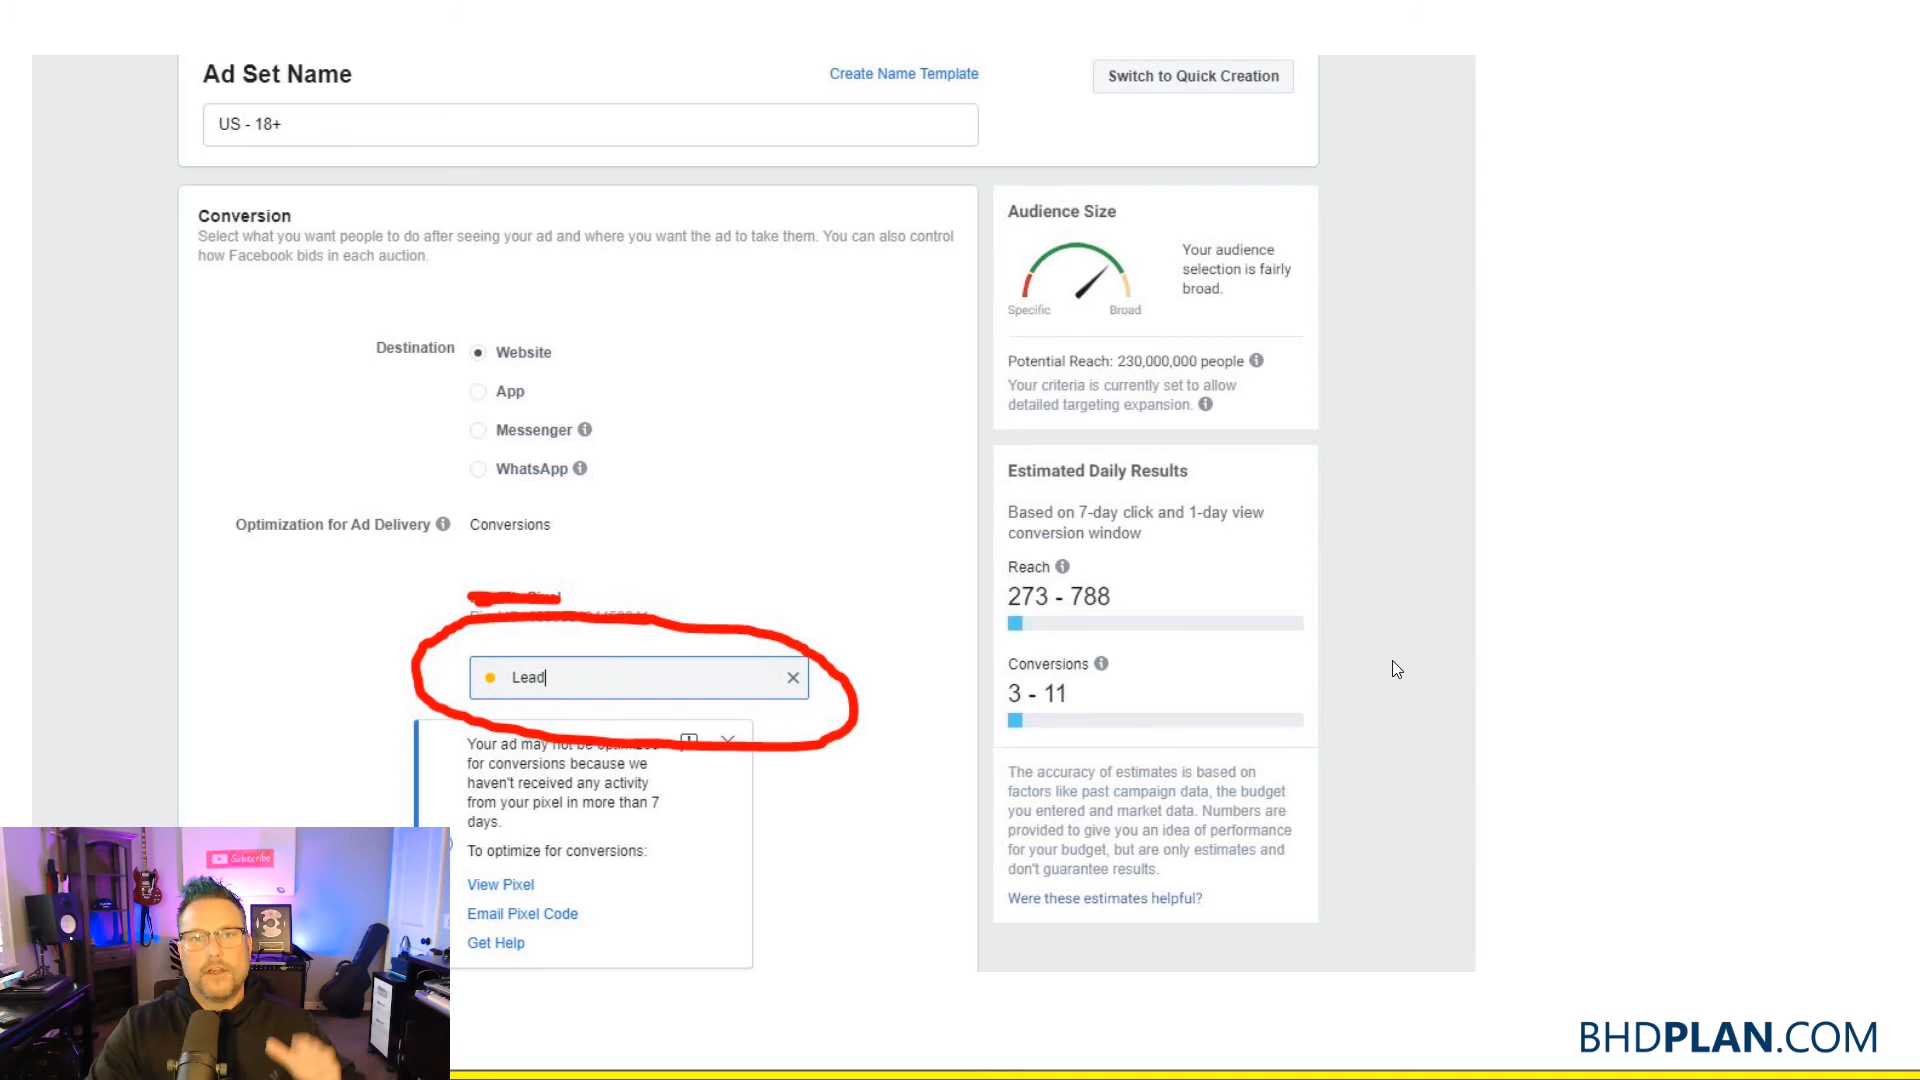 Ad Set Name
Create Name Template
Switch to Quick Creation
US - 18+
Conversion
Select what you want people to do after seeing your ad and where you want the ad to take them. You can also control
how Facebook bids in each auction.
Destination
Website
App
Messenger
WhatsApp
Optimization for Ad Delivery
Conversions
Pixel
Lead
Your ad may not be optimized
for conversions because we
haven't received any activity
from your pixel in more than 7
days.
To optimize for conversions:
View Pixel
Email Pixel Code
Get Help
Audience Size
Your audience
selection is fairly
broad.
Specific
Broad
Potential Reach: 230,000,000 people
Your criteria is currently set to allow
detailed targeting expansion.
Estimated Daily Results
Based on 7-day click and 1-day view
conversion window
Reach
273 - 788
Conversions
3 - 11
The accuracy of estimates is based on
factors like past campaign data, the budget
you entered and market data. Numbers are
provided to give you an idea of performance
for your budget, but are only estimates and
don't guarantee results.
Were these estimates helpful?
Subscribe
BHDPLAN.COM